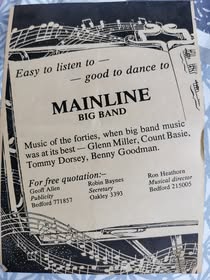 Easy to listen to —
— good to dance to
MAINLINE
BIG BAND
Music of the forties, when big band music
was at its best — Glenn Miller, Count Basie,
Tommy Dorsey, Benny Goodman.
For free quotation:-
Geoff Allen
Publicity
Bedford 771857
Robin Baynes
Secretary
Oakley 3393
Ron Heathorn
Musical director
Bedford 215005